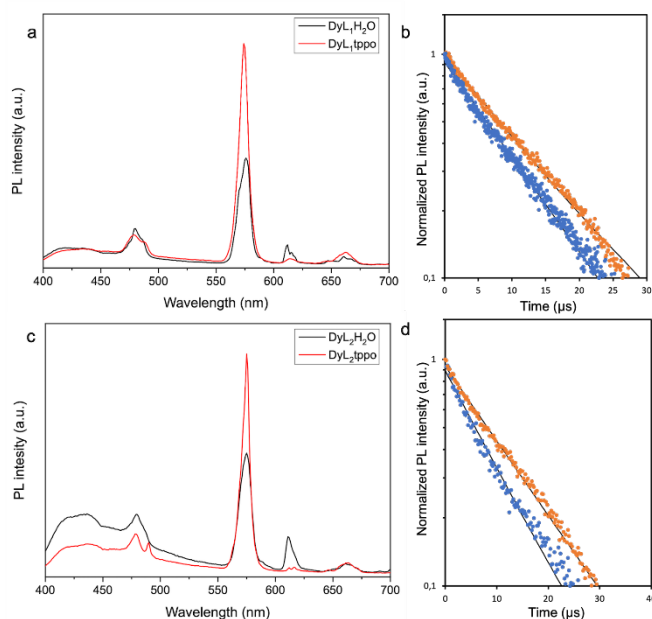 a
DyL₁H₂O
DyL₁tppo
PL intensity (a.u.)
400 450 500 550 600 650 700
Wavelength (nm)
b
Normalized PL intensity (a.u.)
1
0,1
0 5 10 15 20 25 30
Time (µs)
c
DyL₂H₂O
DyL₂tppo
PL intesity (a.u.)
400 450 500 550 600 650 700
Wavelength (nm)
d
Normalized PL intensity (a.u.)
1
0,1
0 10 20 30 40
Time (µs)